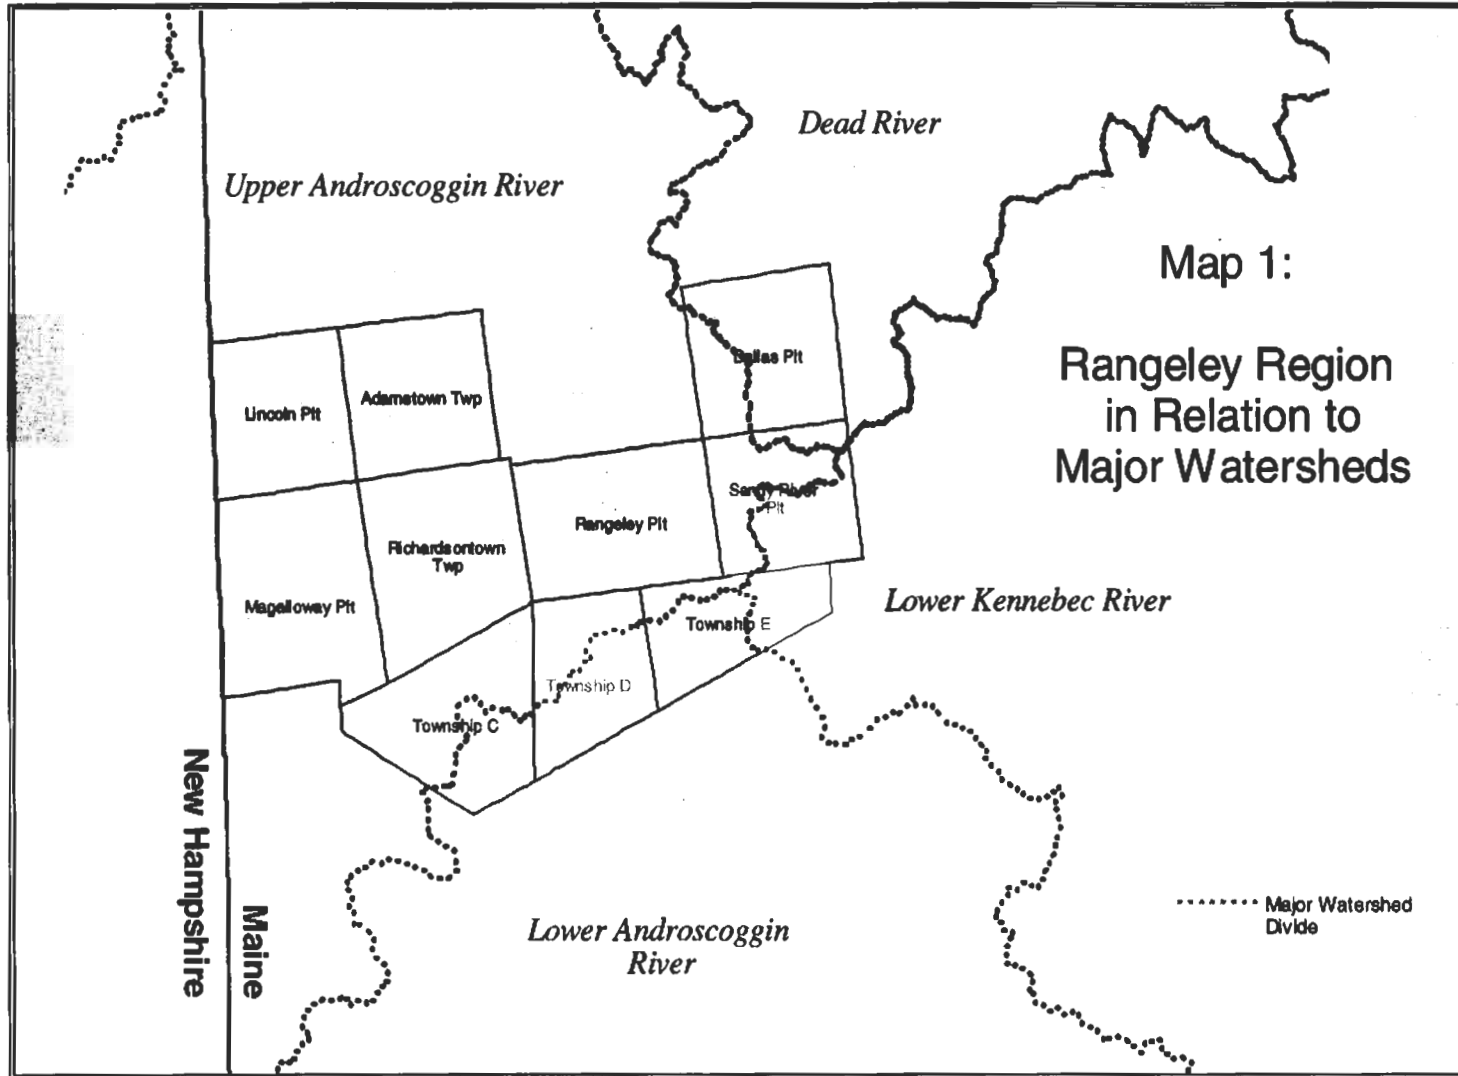 Dead River
Upper Androscoggin River
Map 1:
Rangeley Region
in Relation to
Major Watersheds
Dallas Plt
Adamstown Twp
Lincoln Plt
Sandy River
Plt
Rangeley Plt
Richardsontown
Twp
Magalloway Plt
Lower Kennebec River
Township E
Township D
Township C
New Hampshire
Maine
Major Watershed
Divide
Lower Androscoggin
River